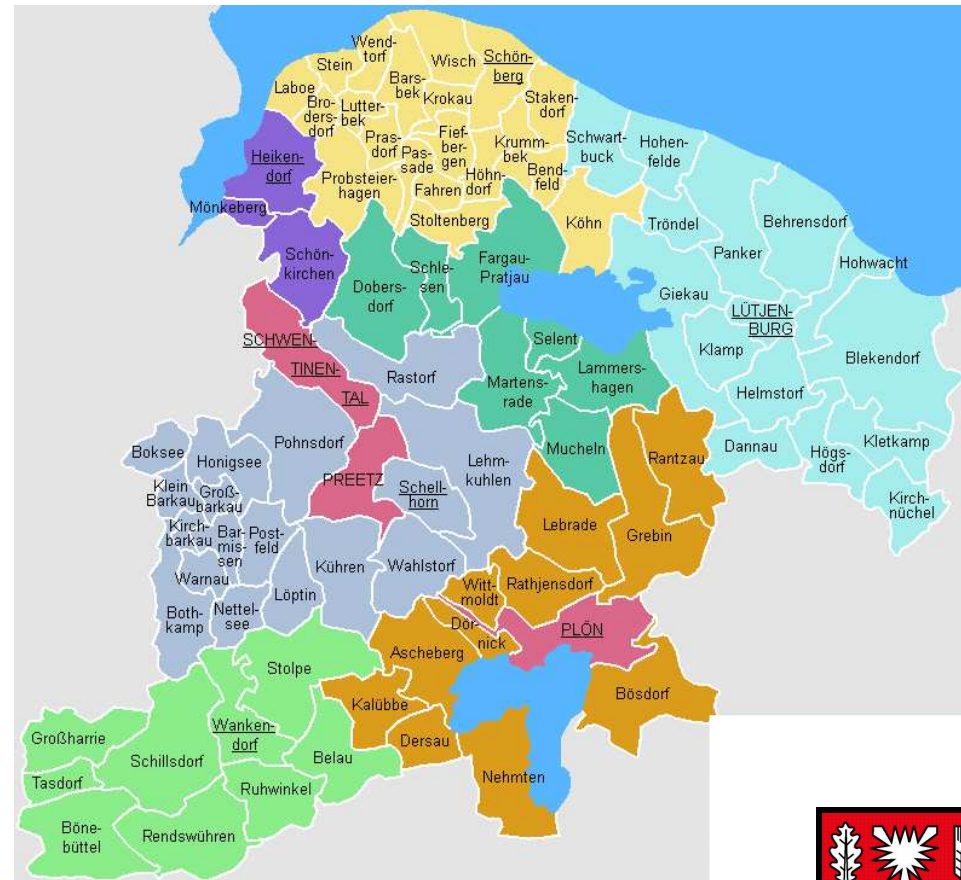 Wend-
torf
Stein
Wisch
Schön-
berg
Laboe
Bars-
bek
Bro-
ders-
dorf
Lutter-
bek
Krokau
Staken-
dorf
Pras-
dorf
Pas-
sade
Fief-
ber-
gen
Krumm-
bek
Schwart-
buck
Hohen-
felde
Heiken-
dorf
Probsteier-
hagen
Fahren
Höhn-
dorf
Bend-
feld
Mönkeberg
Stoltenberg
Köhn
Tröndel
Behrensdorf
Schön-
kirchen
Dobers-
dorf
Schle-
sen
Fargau-
Pratjau
Panker
Hohwacht
Giekau
LÜTJEN-
BURG
SCHWEN-
TINEN-
TAL
Selent
Klamp
Blekendorf
Rastorf
Martens-
rade
Lammers-
hagen
Helmstorf
Boksee
Honigsee
Pohnsdorf
Mucheln
Dannau
Högs-
dorf
Kletkamp
Klein
Barkau
Groß-
barkau
PREETZ
Schell-
horn
Lehm-
kuhlen
Rantzau
Kirch-
nüchel
Kirch-
barkau
Bar-
mis-
sen
Post-
feld
Lebrade
Grebin
Warnau
Kühren
Wahlstorf
Both-
kamp
Nettel-
see
Löptin
Witt-
moldt
Rathjensdorf
Dör-
nick
PLÖN
Stolpe
Ascheberg
Bösdorf
Kalübbe
Großharrie
Schillsdorf
Wanken-
dorf
Belau
Dersau
Tasdorf
Ruhwinkel
Nehmten
Böne-
büttel
Rendswühren